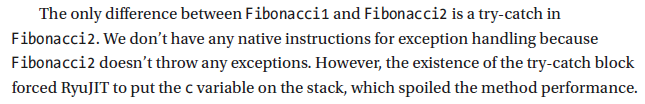 The only difference between Fibonacci1 and Fibonacci2 is a try-catch in
Fibonacci2. We don’t have any native instructions for exception handling because
Fibonacci2 doesn’t throw any exceptions. However, the existence of the try-catch block
forced RyuJIT to put the c variable on the stack, which spoiled the method performance.